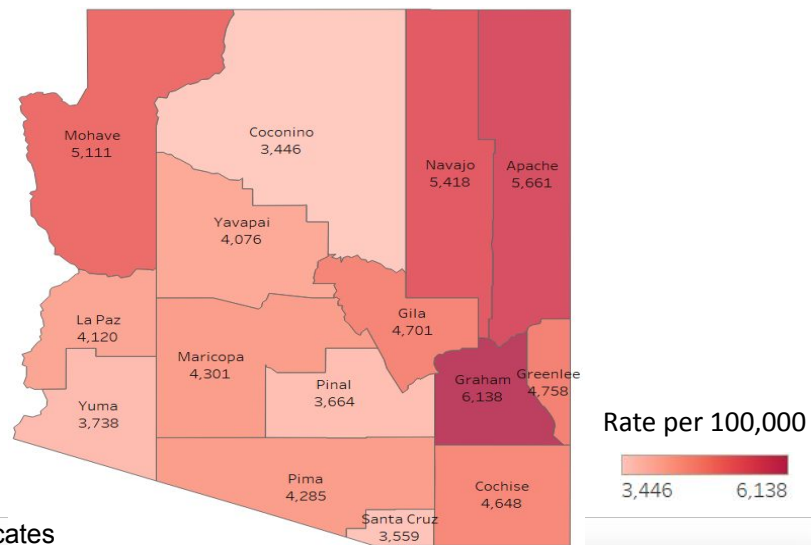 Mohave
5,111
Coconino
3,446
Navajo
5,418
Apache
5,661
Yavapai
4,076
La Paz
4,120
Gila
4,701
Maricopa
4,301
Pinal
3,664
Graham
6,138
Greenlee
4,758
Yuma
3,738
Pima
4,285
Cochise
4,648
Santa Cruz
3,559
Rate per 100,000
3,446 6,138